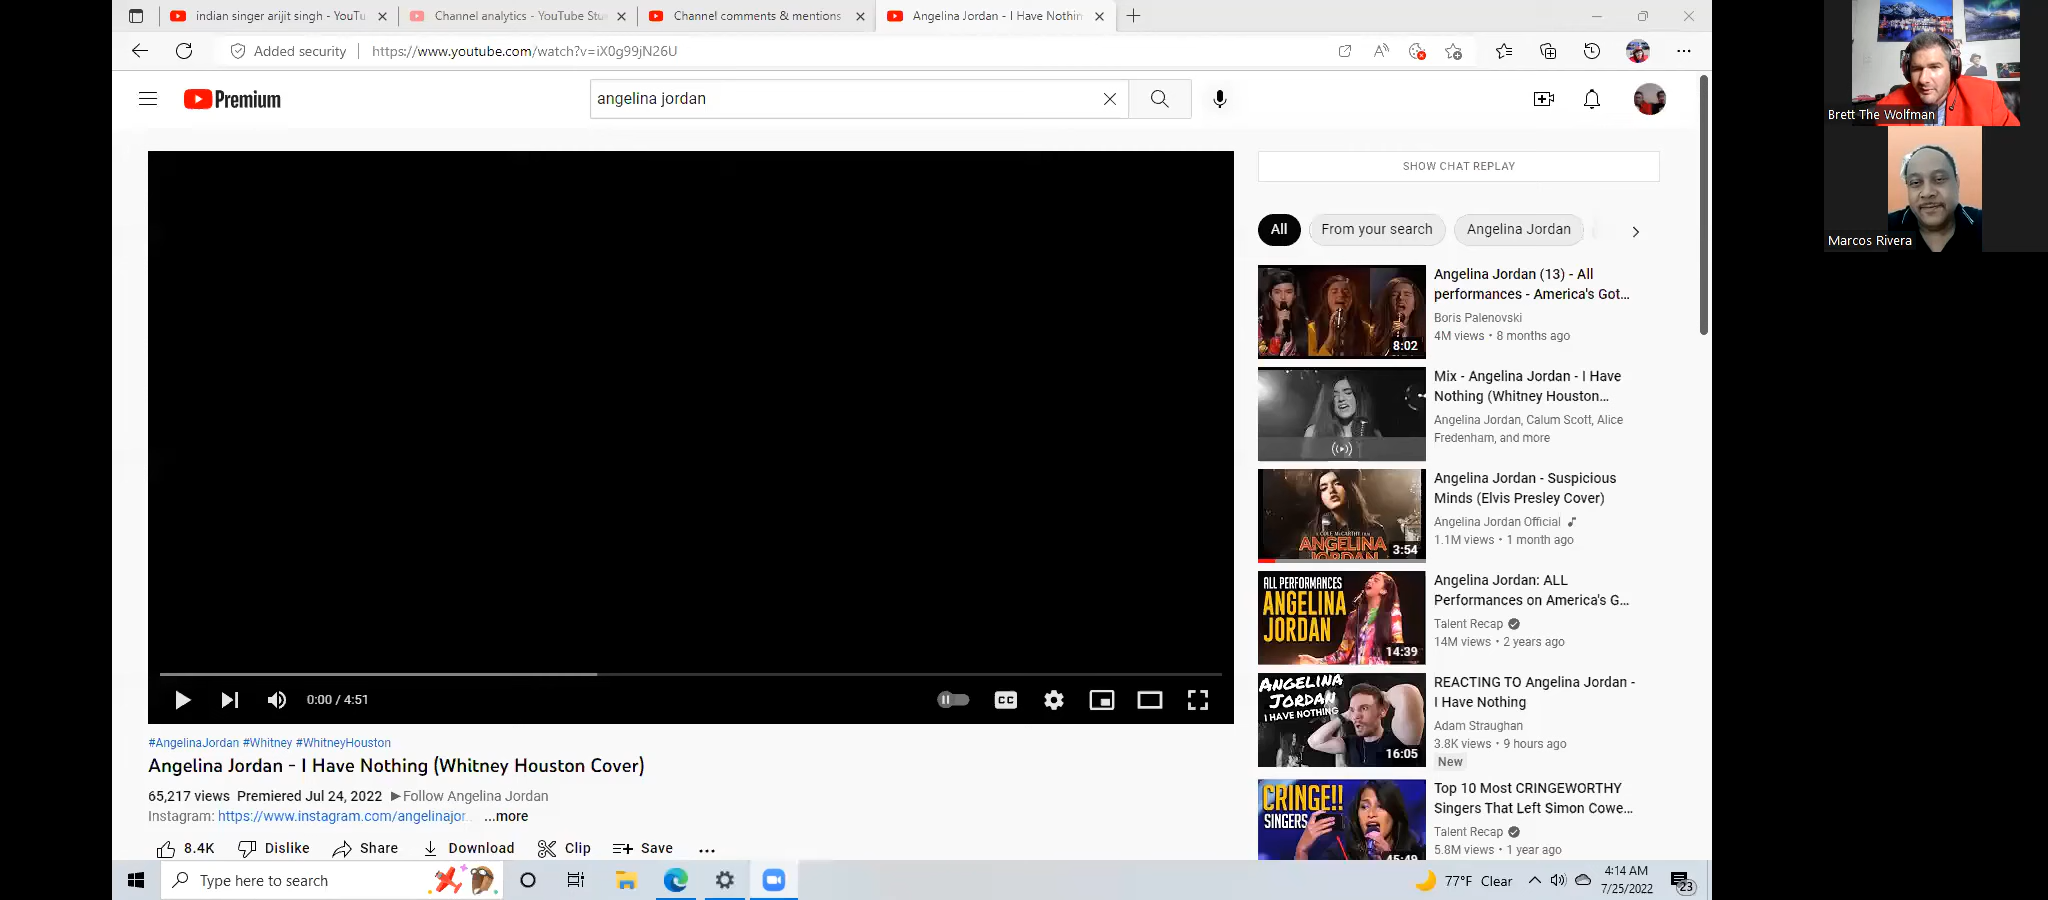 indian singer arijit singh - YouTu
Channel analytics - YouTube Stu
Channel comments & mentions
Angelina Jordan - I Have Nothin
Added security
https://www.youtube.com/watch?v=iX0g99jN26U
Premium
angelina jordan
Brett The Wolfman
Marcos Rivera
SHOW CHAT REPLAY
All
From your search
Angelina Jordan
Angelina Jordan (13) - All
performances - America's Got...
Boris Palenovski
4M views • 8 months ago
8:02
Mix - Angelina Jordan - I Have
Nothing (Whitney Houston...
Angelina Jordan, Calum Scott, Alice
Fredenham, and more
Angelina Jordan - Suspicious
Minds (Elvis Presley Cover)
Angelina Jordan Official
1.1M views • 1 month ago
ANGELINA
JORDAN
3:54
ALL PERFORMANCES
ANGELINA
JORDAN
14:39
Angelina Jordan: ALL
Performances on America's G...
Talent Recap
14M views • 2 years ago
ANGELINA
JORDAN
I HAVE NOTHING
16:05
REACTING TO Angelina Jordan -
I Have Nothing
Adam Straughan
3.8K views • 9 hours ago
New
CRINGE!!
SINGERS
45:49
Top 10 Most CRINGEWORTHY
Singers That Left Simon Cowe...
Talent Recap
5.8M views • 1 year ago
0:00 / 4:51
CC
#AngelinaJordan #Whitney #WhitneyHouston
Angelina Jordan - I Have Nothing (Whitney Houston Cover)
65,217 views Premiered Jul 24, 2022 ►Follow Angelina Jordan
Instagram: https://www.instagram.com/angelinajor... ...more
8.4K
Dislike
Share
Download
Clip
Save
Type here to search
77°F Clear
4:14 AM
7/25/2022
23